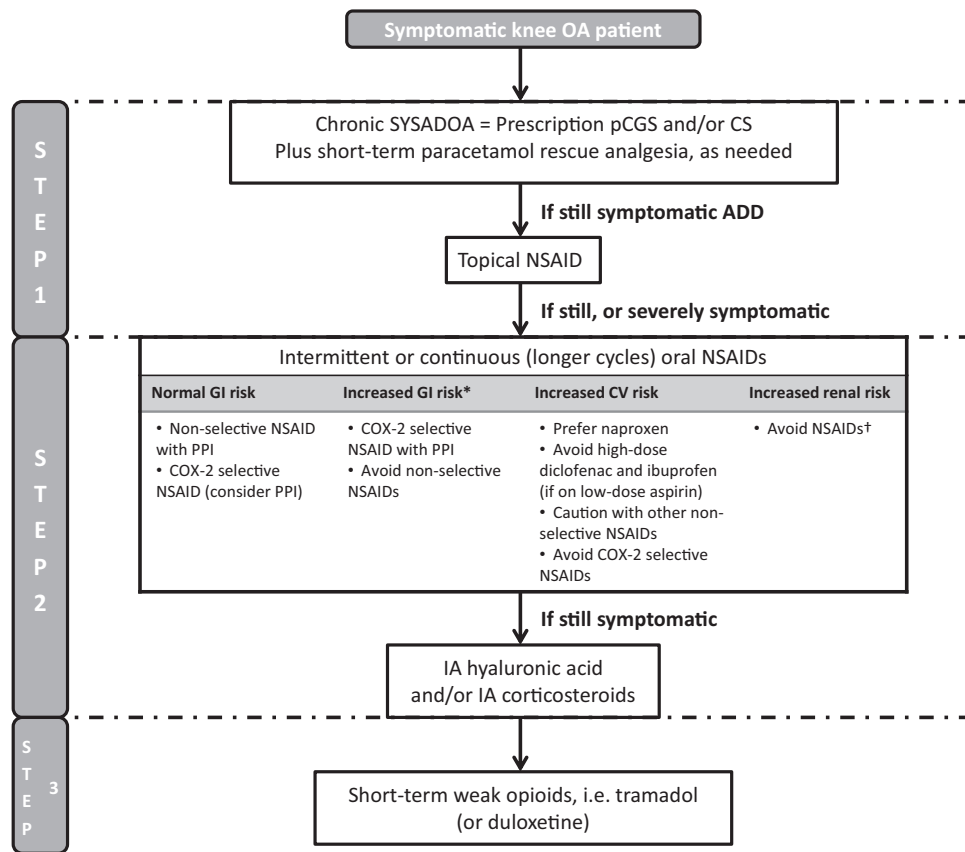 Symptomatic knee OA patient
STEP 1
Chronic SYSADOA = Prescription pCGS and/or CS
Plus short-term paracetamol rescue analgesia, as needed
If still symptomatic ADD
Topical NSAID
If still, or severely symptomatic
STEP 2
Intermittent or continuous (longer cycles) oral NSAIDs
Normal GI risk
• Non-selective NSAID
with PPI
• COX-2 selective
NSAID (consider PPI)
Increased GI risk*
• COX-2 selective
NSAID with PPI
• Avoid non-selective
NSAIDs
Increased CV risk
• Prefer naproxen
• Avoid high-dose
diclofenac and ibuprofen
(if on low-dose aspirin)
• Caution with other non-
selective NSAIDs
• Avoid COX-2 selective
NSAIDs
Increased renal risk
• Avoid NSAIDs†
If still symptomatic
IA hyaluronic acid
and/or IA corticosteroids
STEP 3
Short-term weak opioids, i.e. tramadol
(or duloxetine)